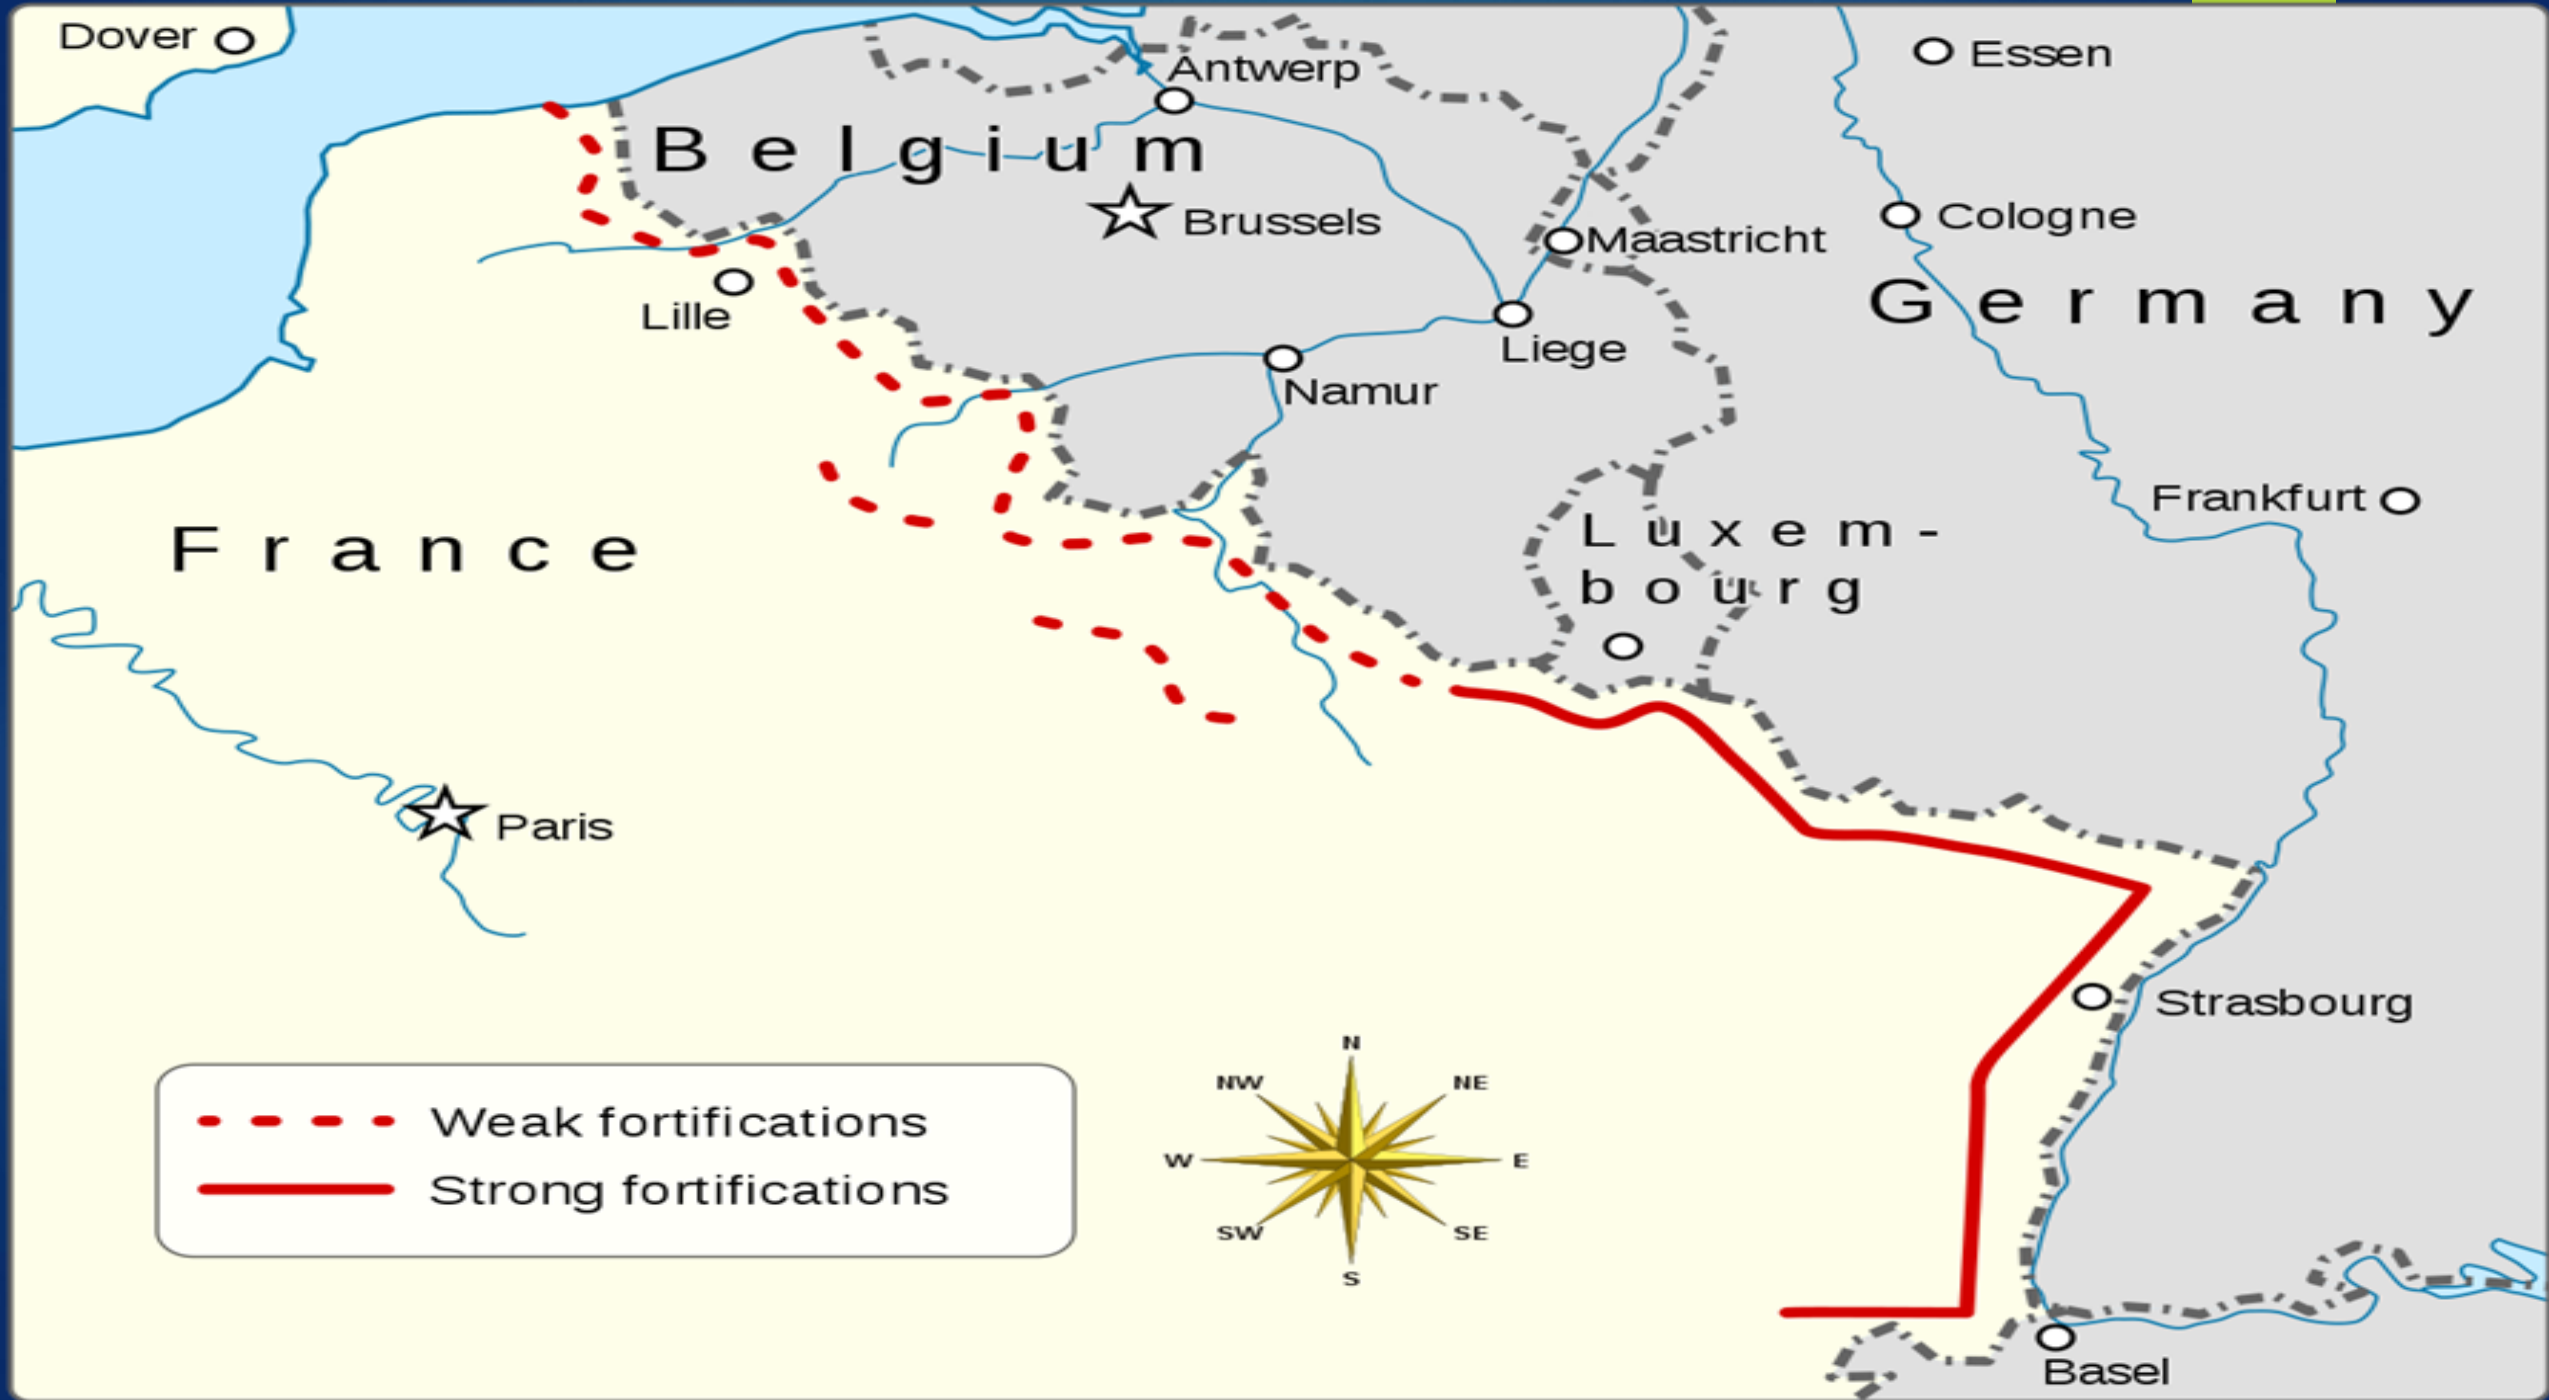 Dover
Essen
Antwerp
Belgium
Brussels
Cologne
Maastricht
Germany
Lille
Liege
Namur
Frankfurt
France
Luxem-
bourg
Paris
Strasbourg
N
NW
NE
W
E
SW
SE
S
Weak fortifications
Strong fortifications
Basel